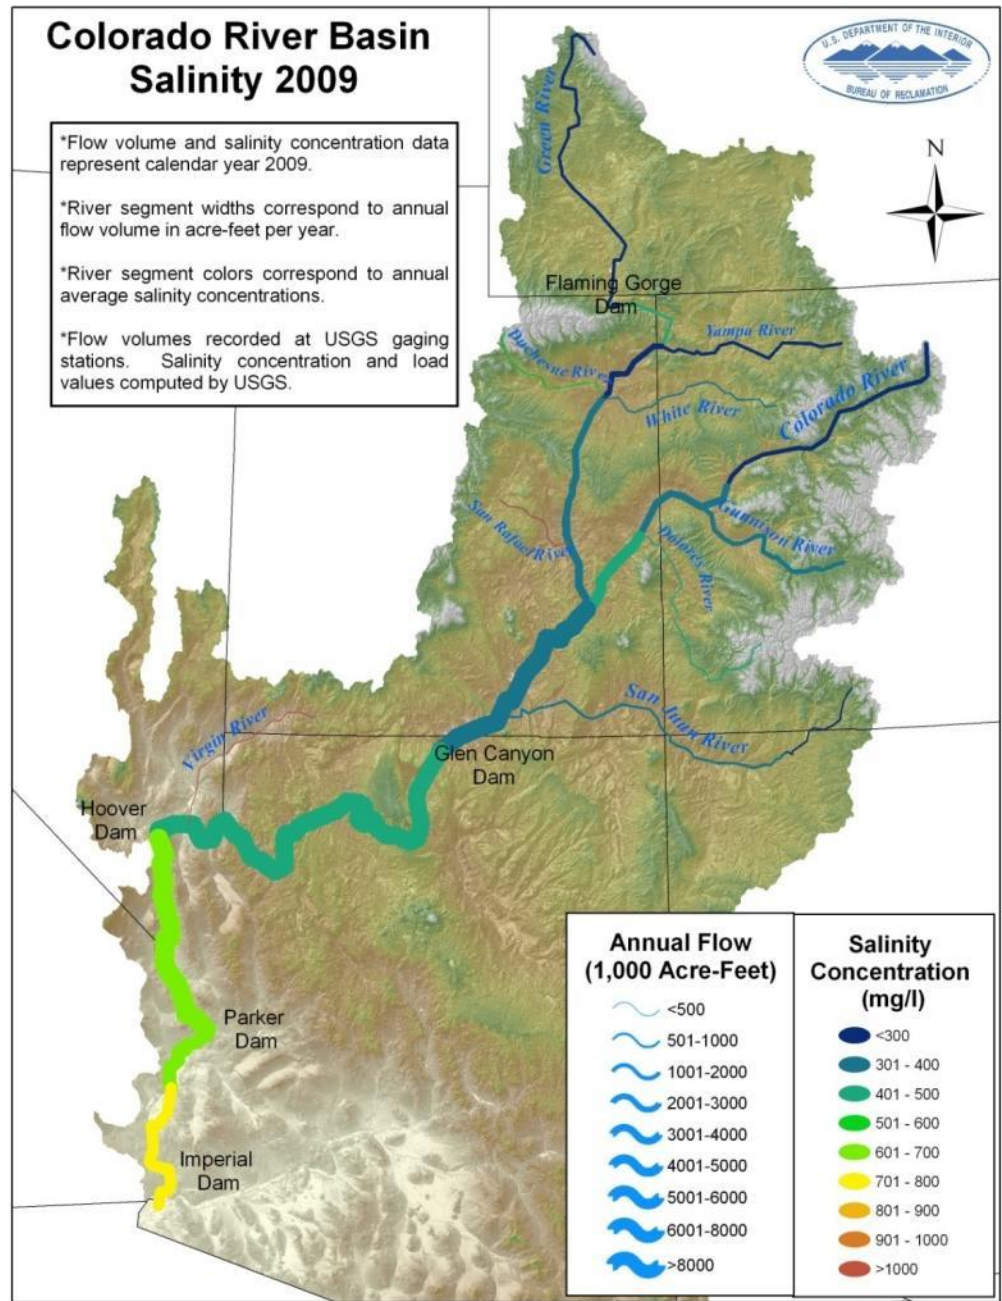 Colorado River Basin
Salinity 2009
U.S. DEPARTMENT OF THE INTERIOR
BUREAU OF RECLAMATION
*Flow volume and salinity concentration data
represent calendar year 2009.
*River segment widths correspond to annual
flow volume in acre-feet per year.
*River segment colors correspond to annual
average salinity concentrations.
*Flow volumes recorded at USGS gaging
stations. Salinity concentration and load
values computed by USGS.
N
Green River
Flaming Gorge
Dam
Yampa River
Duchesne River
White River
Colorado River
Gunnison River
San Rafael River
Dolores River
San Juan River
Virgin River
Glen Canyon
Dam
Hoover
Dam
Parker
Dam
Imperial
Dam
Annual Flow
(1,000 Acre-Feet)
<500
501-1000
1001-2000
2001-3000
3001-4000
4001-5000
5001-6000
6001-8000
>8000
Salinity
Concentration
(mg/l)
<300
301 - 400
401 - 500
501 - 600
601 - 700
701 - 800
801 - 900
901 - 1000
>1000